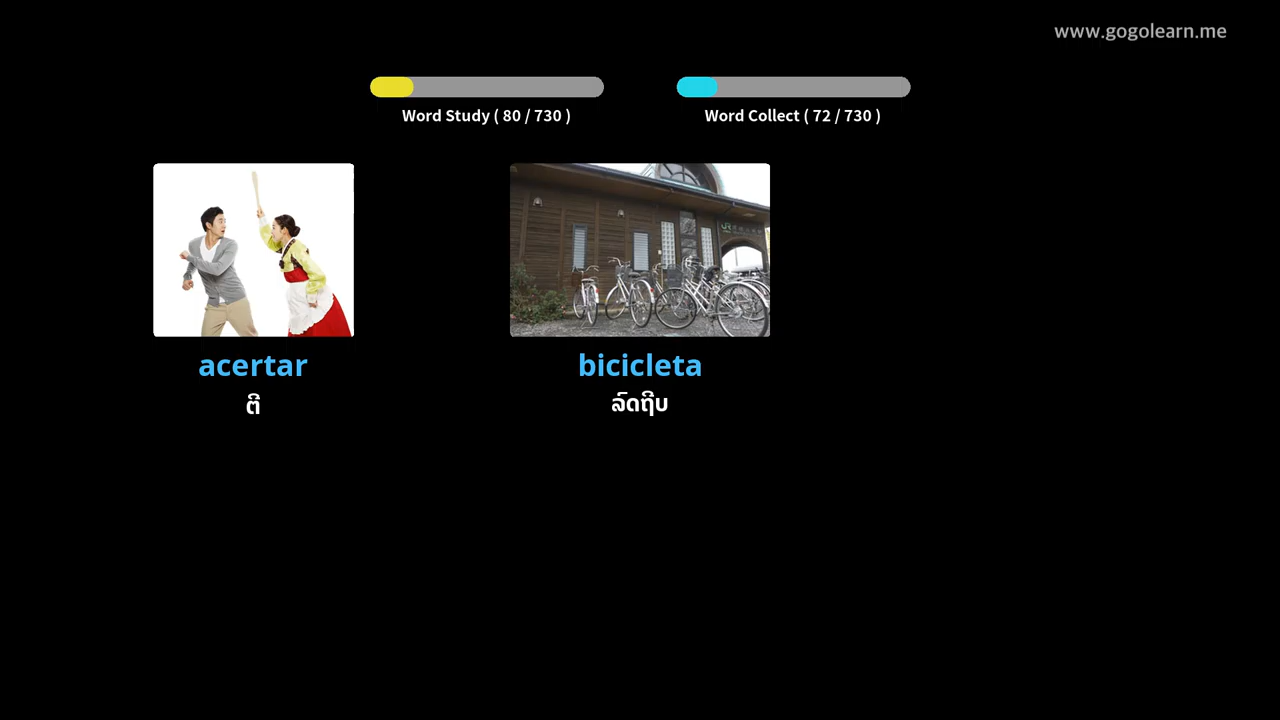 www.gogolearn.me
Word Study ( 80 / 730 )
Word Collect ( 72 / 730 )
acertar
ຕີ
bicicleta
ລົດຖີບ